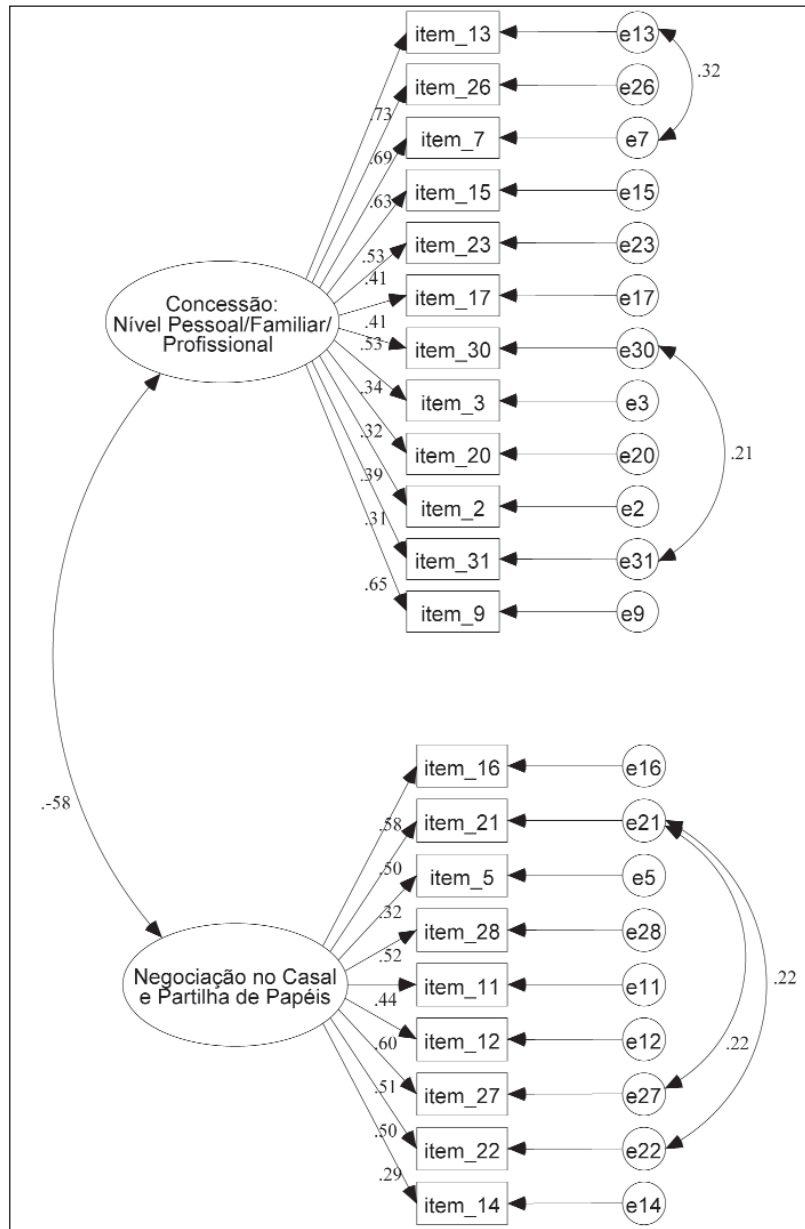 item_13
e13
.32
item_26
e26
.73
item_7
e7
.69
item_15
e15
.63
item_23
e23
.53
.41
item_17
e17
Concessão:
Nível Pessoal/Familiar/
Profissional
.41
item_30
e30
.53
.34
item_3
e3
.32
item_20
e20
.21
.39
item_2
e2
.31
item_31
e31
.65
item_9
e9
.-58
item_16
e16
.58
item_21
e21
.50
item_5
e5
.32
item_28
e28
.52
Negociação no Casal
e Partilha de Papéis
item_11
e11
.22
.44
item_12
e12
.60
.22
item_27
e27
.51
item_22
e22
.50
.29
item_14
e14